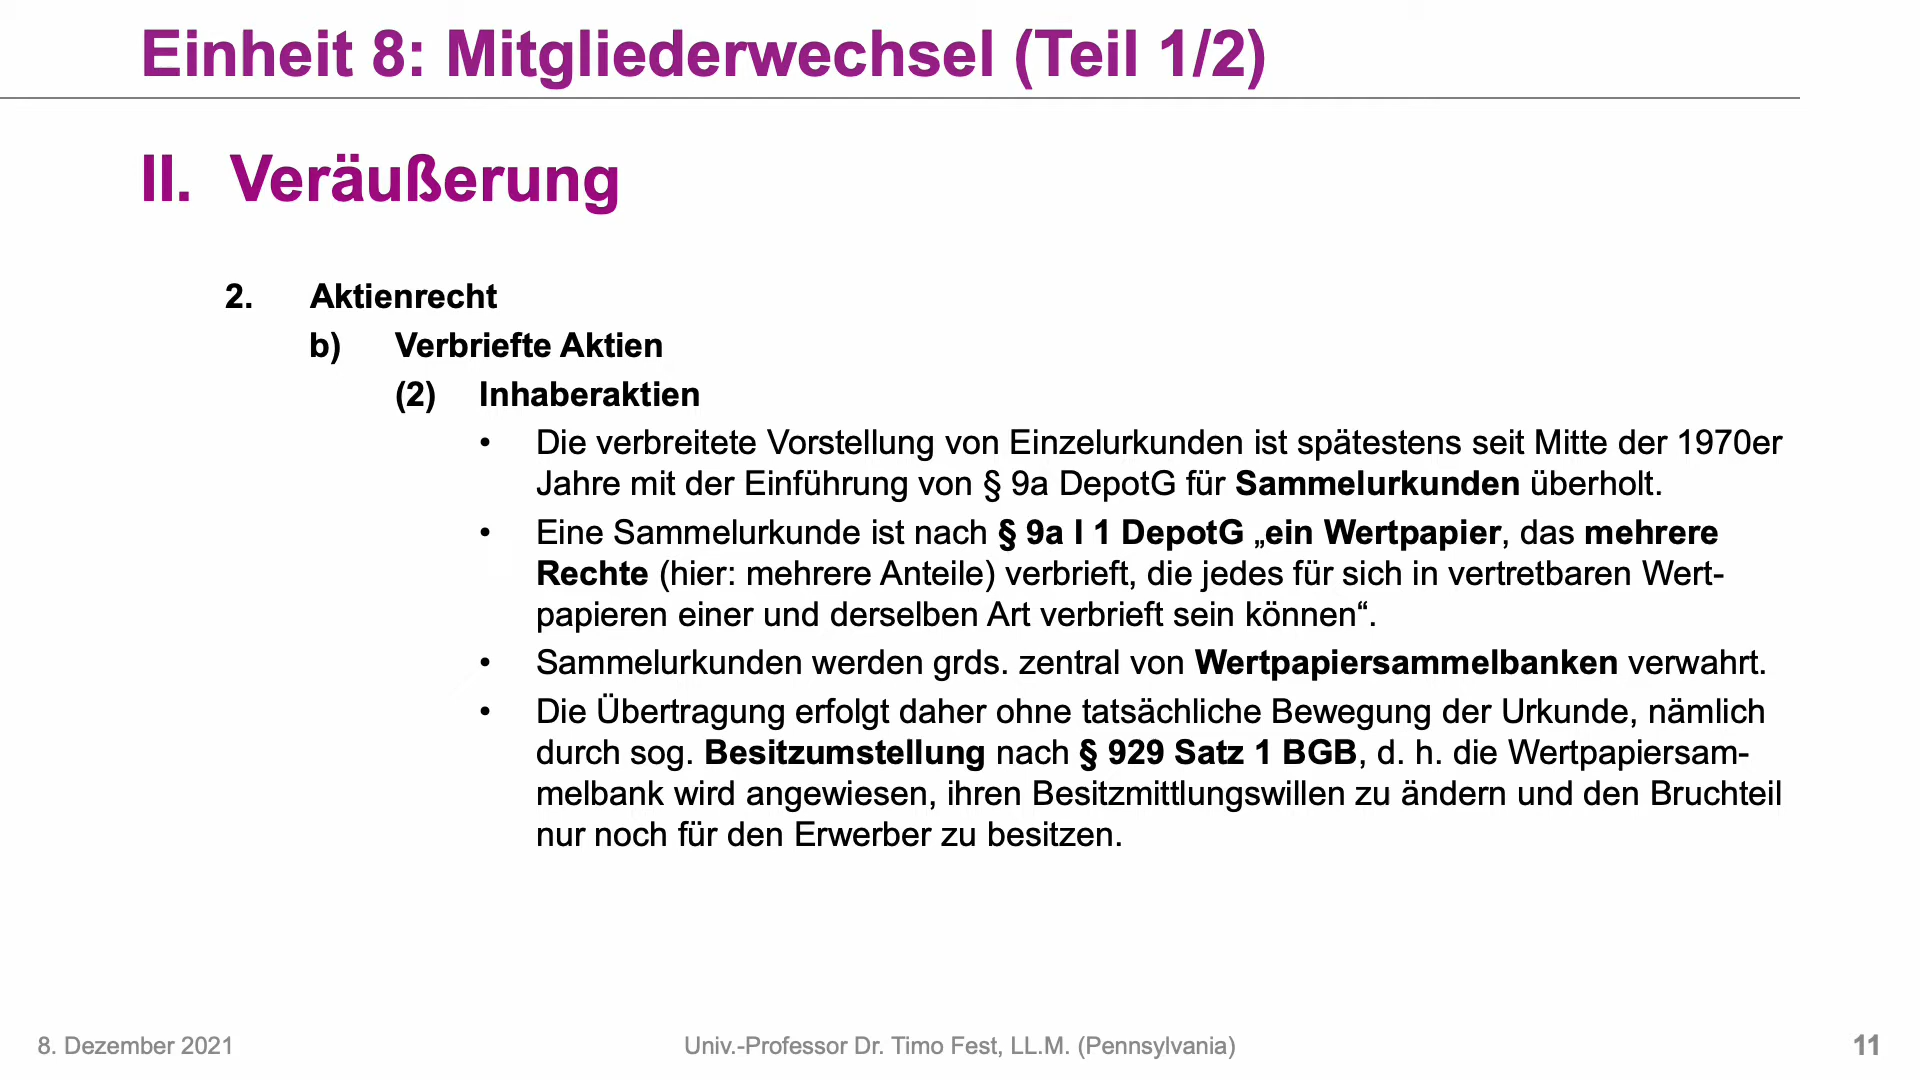 Einheit 8: Mitgliederwechsel (Teil 1/2)
II. Veräußerung
2. Aktienrecht
b) Verbriefte Aktien
(2) Inhaberaktien
• Die verbreitete Vorstellung von Einzelurkunden ist spätestens seit Mitte der 1970er
Jahre mit der Einführung von § 9a DepotG für Sammelurkunden überholt.
• Eine Sammelurkunde ist nach § 9a I 1 DepotG „ein Wertpapier, das mehrere
Rechte (hier: mehrere Anteile) verbrieft, die jedes für sich in vertretbaren Wert-
papieren einer und derselben Art verbrieft sein können“.
• Sammelurkunden werden grds. zentral von Wertpapiersammelbanken verwahrt.
• Die Übertragung erfolgt daher ohne tatsächliche Bewegung der Urkunde, nämlich
durch sog. Besitzumstellung nach § 929 Satz 1 BGB, d. h. die Wertpapiersam-
melbank wird angewiesen, ihren Besitzmittlungswillen zu ändern und den Bruchteil
nur noch für den Erwerber zu besitzen.
8. Dezember 2021
Univ.-Professor Dr. Timo Fest, LL.M. (Pennsylvania)
11